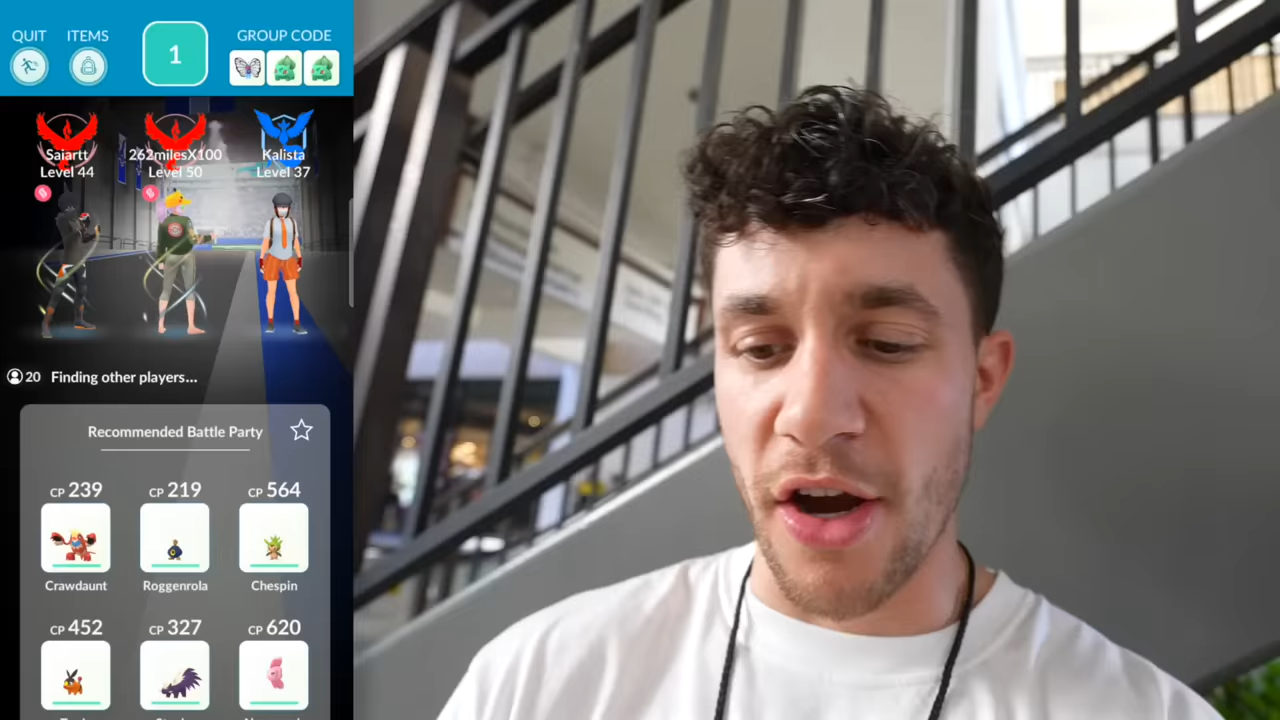 QUIT ITEMS GROUP CODE
1
Saiartt 262milesX100 Kalista
Level 44 Level 50 Level 37
20 Finding other players...
Recommended Battle Party
CP 239 CP 219 CP 564
Crawdaunt Roggenrola Chespin
CP 452 CP 327 CP 620